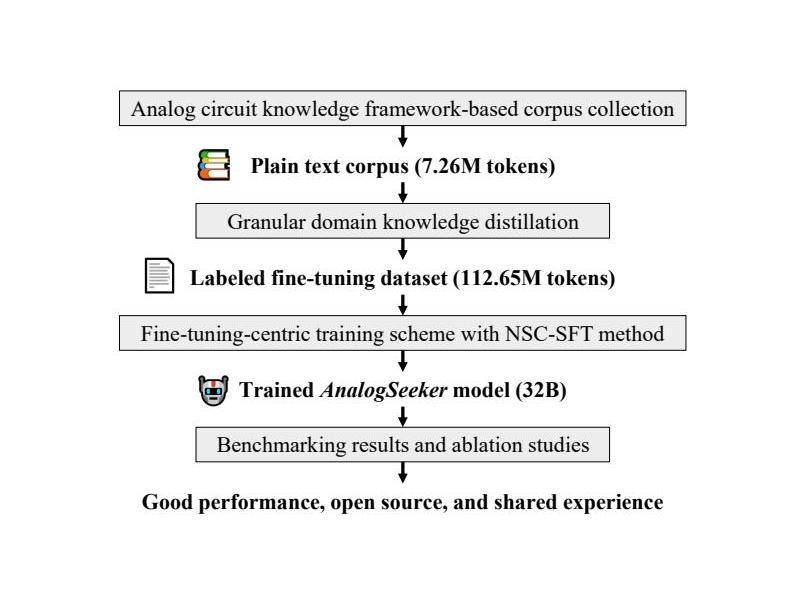 Analog circuit knowledge framework-based corpus collection
Plain text corpus (7.26M tokens)
Granular domain knowledge distillation
Labeled fine-tuning dataset (112.65M tokens)
Fine-tuning-centric training scheme with NSC-SFT method
Trained AnalogSeeker model (32B)
Benchmarking results and ablation studies
Good performance, open source, and shared experience